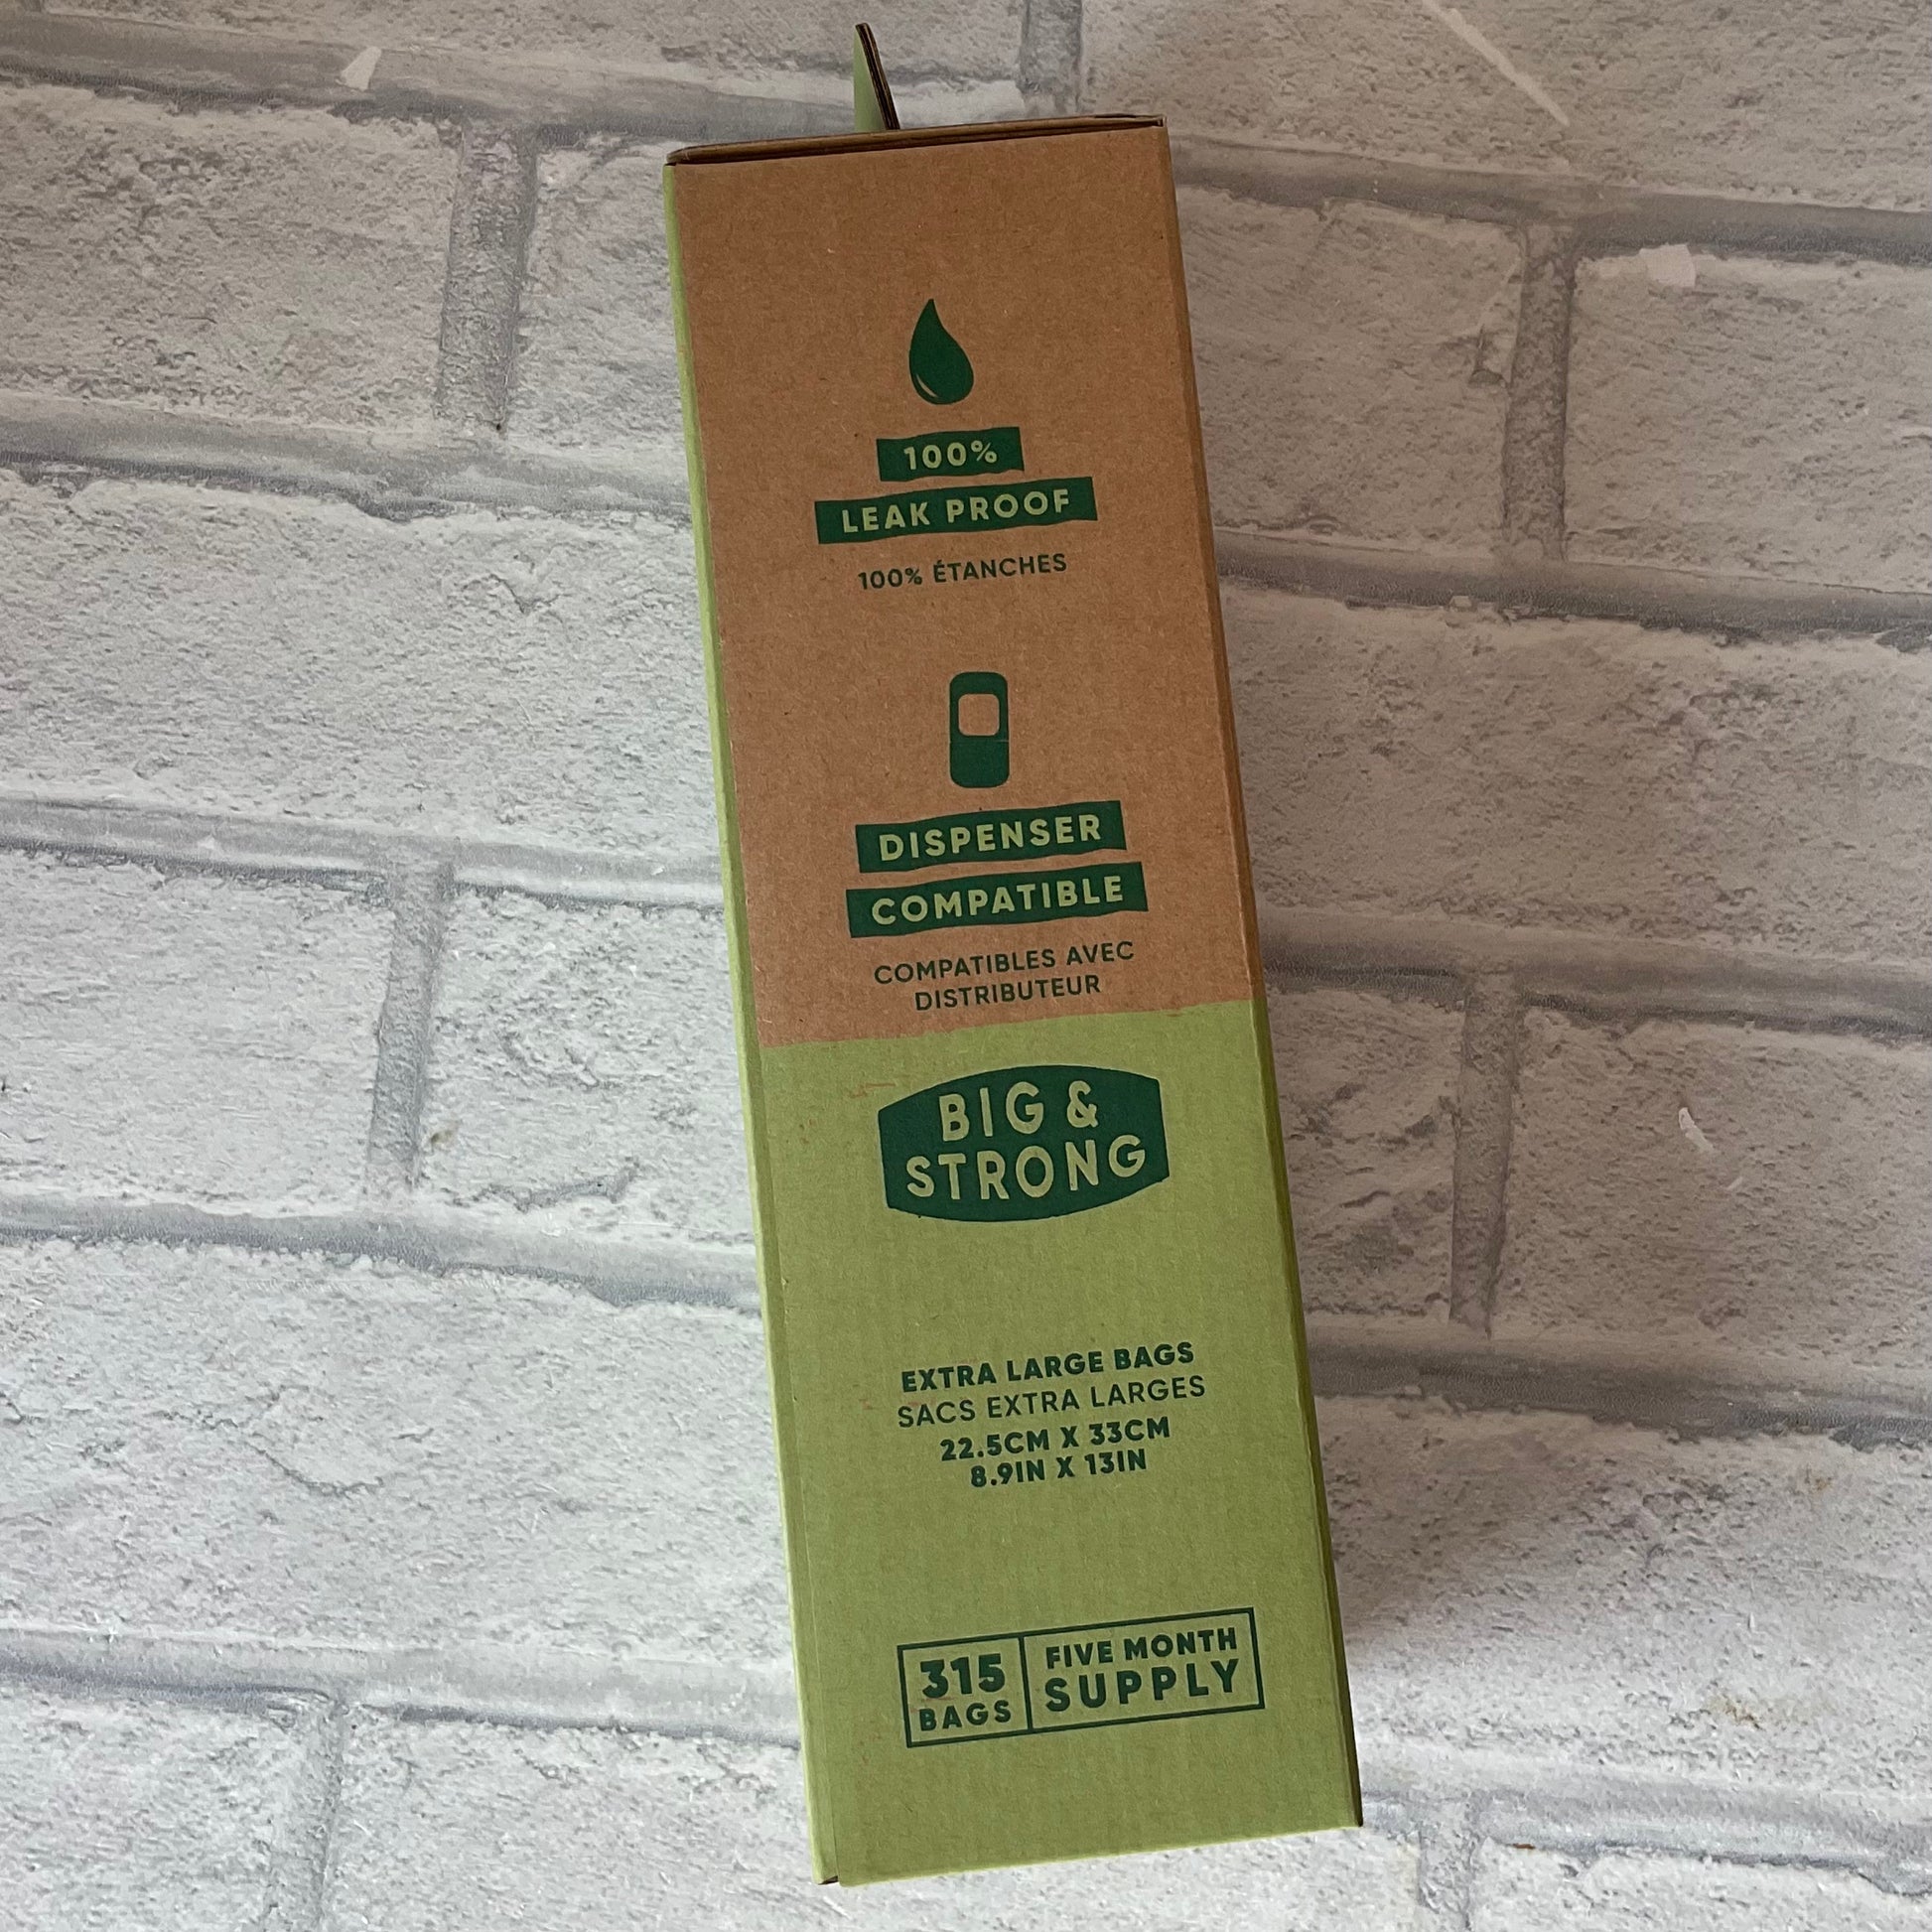 100%
LEAK PROOF
100% ÉTANCHES
DISPENSER
COMPATIBLE
COMPATIBLES AVEC
DISTRIBUTEUR
BIG &
STRONG
EXTRA LARGE BAGS
SACS EXTRA LARGES
22.5CM X 33CM
8.9IN X 13IN
315
BAGS
FIVE MONTH
SUPPLY